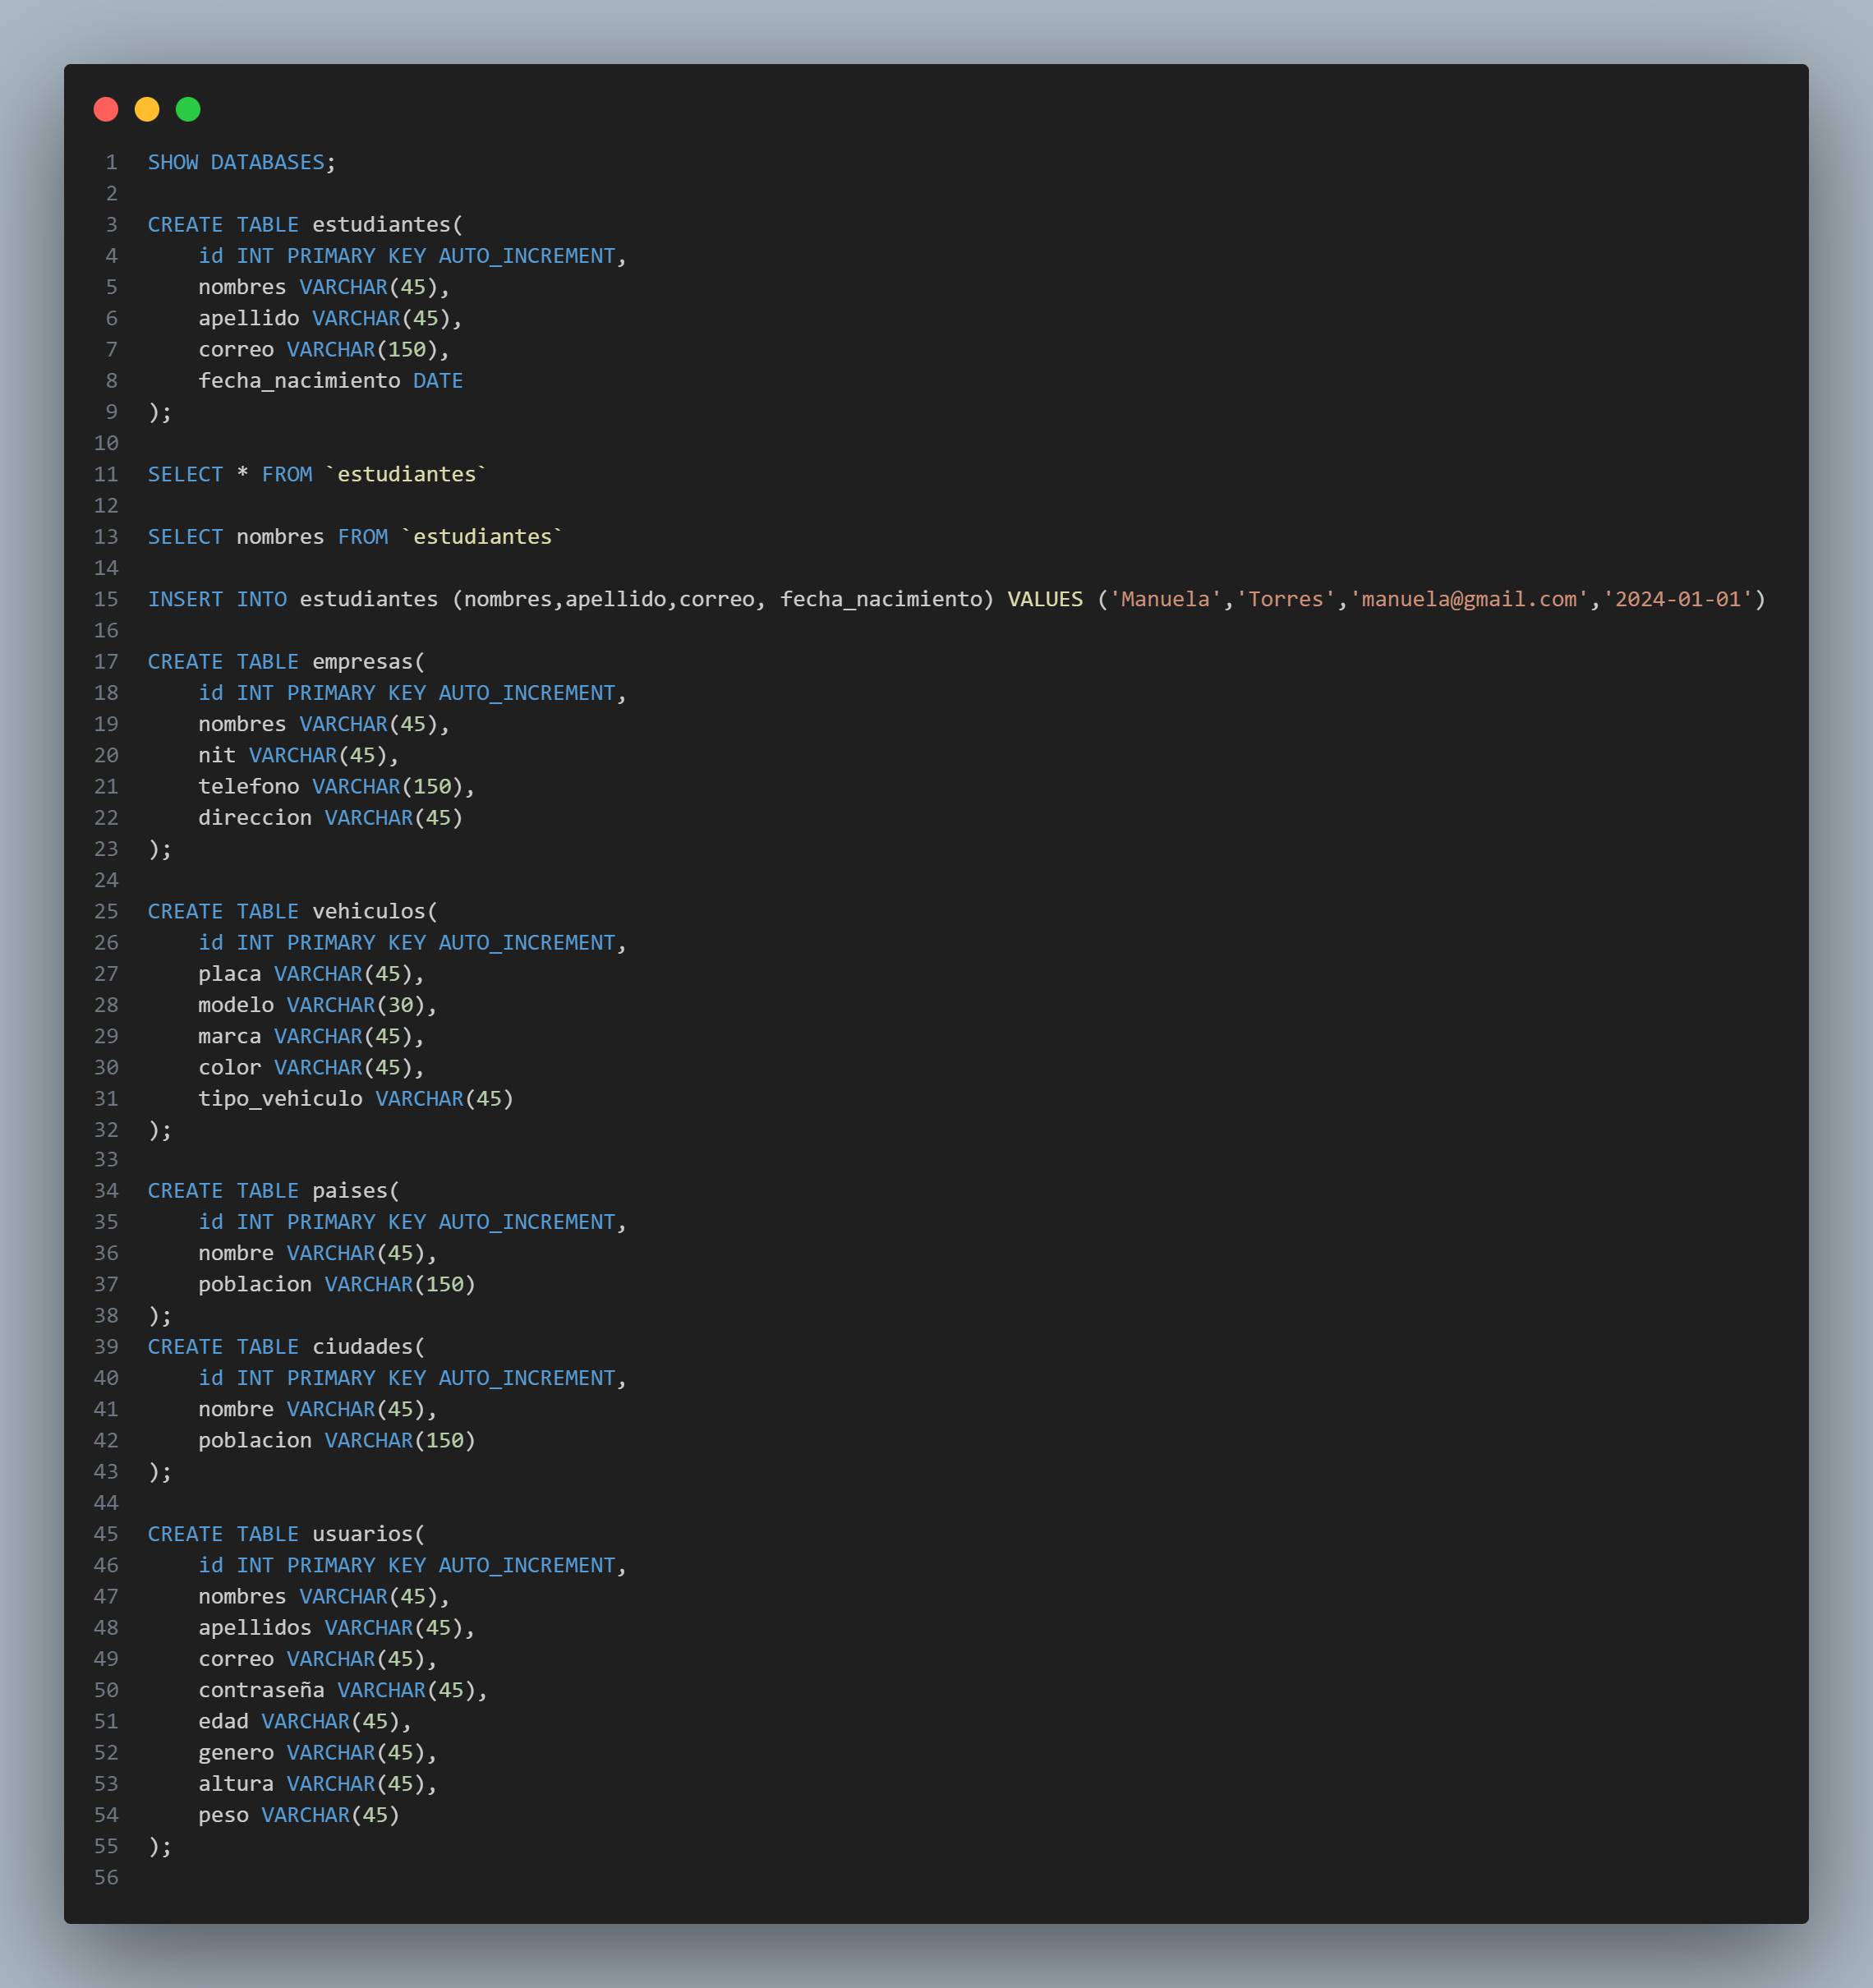 1 SHOW DATABASES;
2
3 CREATE TABLE estudiantes(
4     id INT PRIMARY KEY AUTO_INCREMENT,
5     nombres VARCHAR(45),
6     apellido VARCHAR(45),
7     correo VARCHAR(150),
8     fecha_nacimiento DATE
9 );
10
11 SELECT * FROM `estudiantes`
12
13 SELECT nombres FROM `estudiantes`
14
15 INSERT INTO estudiantes (nombres,apellido,correo, fecha_nacimiento) VALUES ('Manuela','Torres','manuela@gmail.com','2024-01-01')
16
17 CREATE TABLE empresas(
18     id INT PRIMARY KEY AUTO_INCREMENT,
19     nombres VARCHAR(45),
20     nit VARCHAR(45),
21     telefono VARCHAR(150),
22     direccion VARCHAR(45)
23 );
24
25 CREATE TABLE vehiculos(
26     id INT PRIMARY KEY AUTO_INCREMENT,
27     placa VARCHAR(45),
28     modelo VARCHAR(30),
29     marca VARCHAR(45),
30     color VARCHAR(45),
31     tipo_vehiculo VARCHAR(45)
32 );
33
34 CREATE TABLE paises(
35     id INT PRIMARY KEY AUTO_INCREMENT,
36     nombre VARCHAR(45),
37     poblacion VARCHAR(150)
38 );
39 CREATE TABLE ciudades(
40     id INT PRIMARY KEY AUTO_INCREMENT,
41     nombre VARCHAR(45),
42     poblacion VARCHAR(150)
43 );
44
45 CREATE TABLE usuarios(
46     id INT PRIMARY KEY AUTO_INCREMENT,
47     nombres VARCHAR(45),
48     apellidos VARCHAR(45),
49     correo VARCHAR(45),
50     contraseña VARCHAR(45),
51     edad VARCHAR(45),
52     genero VARCHAR(45),
53     altura VARCHAR(45),
54     peso VARCHAR(45)
55 );
56